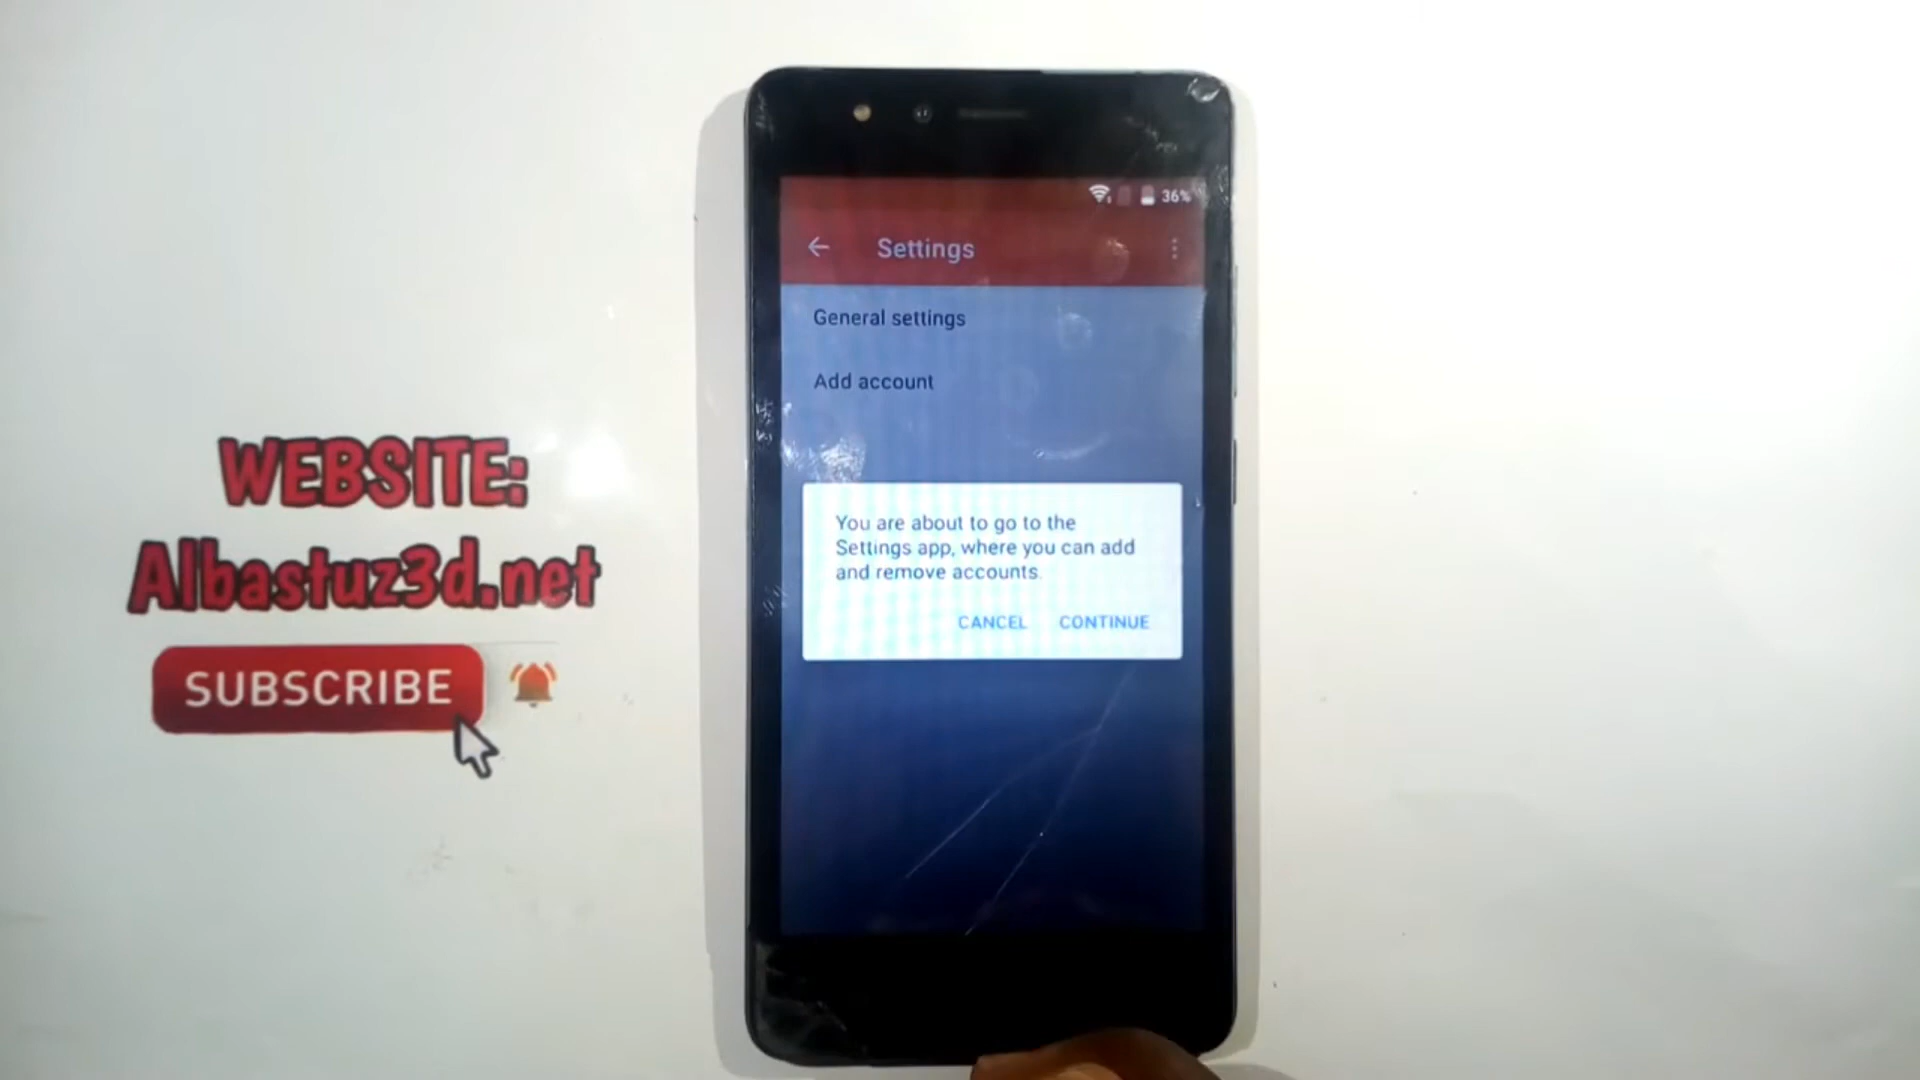 36%
Settings
General settings
Add account
You are about to go to the
Settings app, where you can add
and remove accounts.
CANCEL CONTINUE
WEBSITE:
Albastuz3d.net
SUBSCRIBE